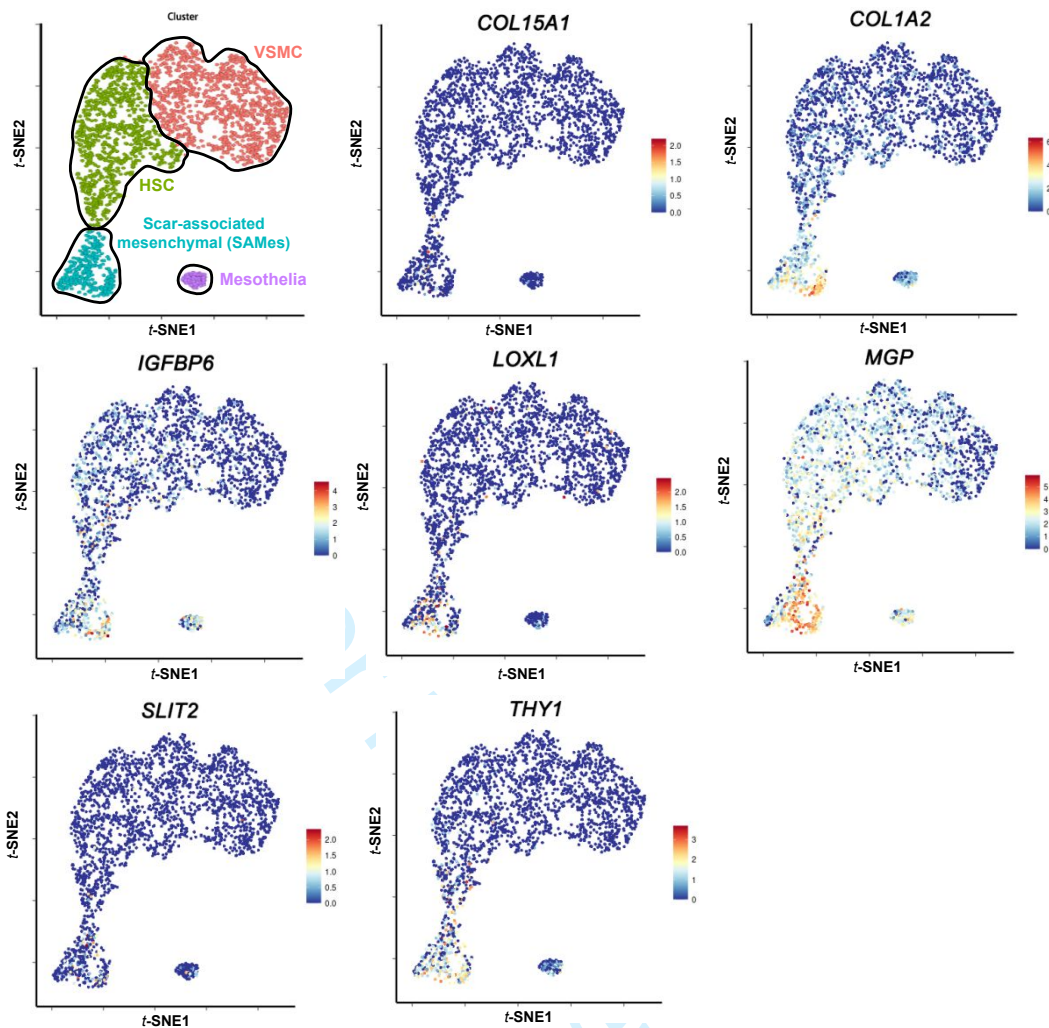 Cluster
VSMC
HSC
Scar-associated
mesenchymal (SAMes)
Mesothelia
t-SNE2
t-SNE1
COL15A1
2.0
1.5
1.0
0.5
0.0
t-SNE2
t-SNE1
COL1A2
6
4
2
0
t-SNE2
t-SNE1
IGFBP6
4
3
2
1
0
t-SNE2
t-SNE1
LOXL1
2.0
1.5
1.0
0.5
0.0
t-SNE2
t-SNE1
MGP
5
4
3
2
1
0
t-SNE2
t-SNE1
SLIT2
2.0
1.5
1.0
0.5
0.0
t-SNE2
t-SNE1
THY1
3
2
1
0
t-SNE2
t-SNE1